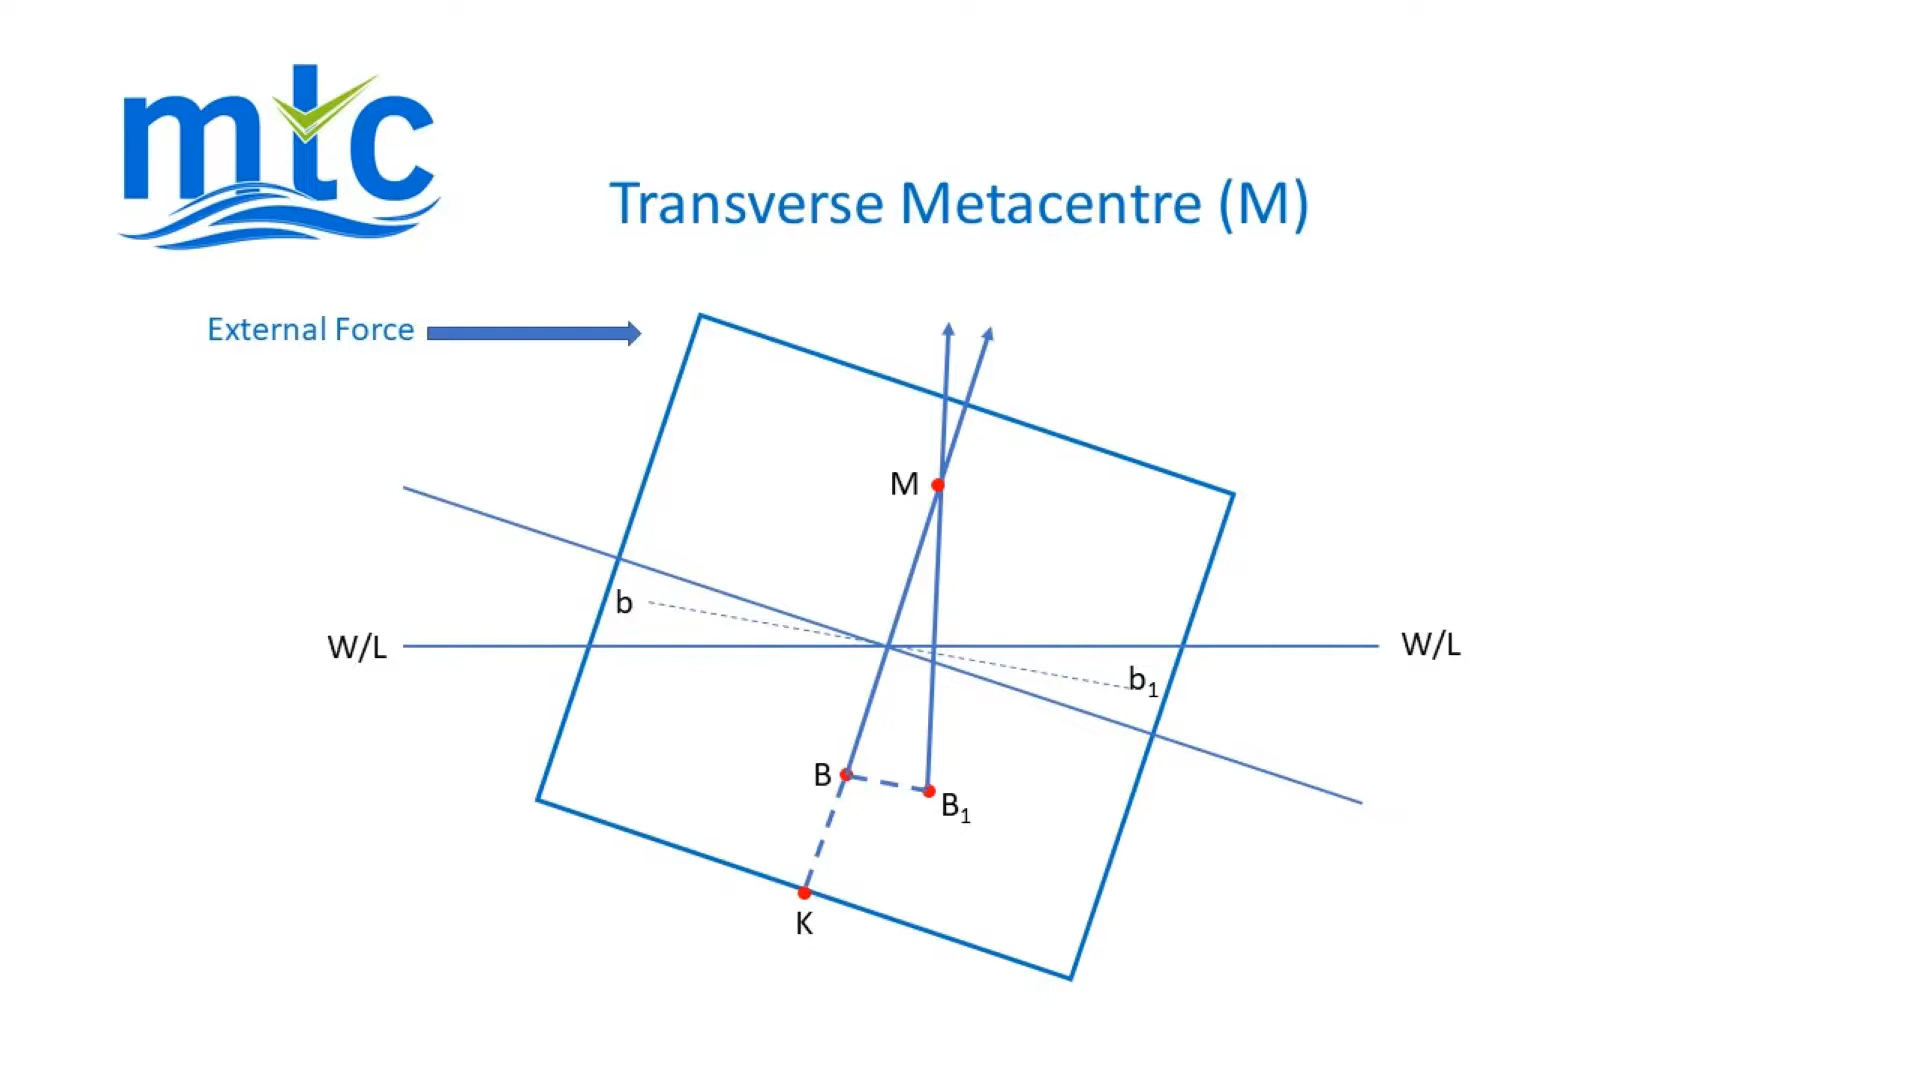 mtc
Transverse Metacentre (M)
External Force
M
b
W/L
W/L
b₁
B
B₁
K